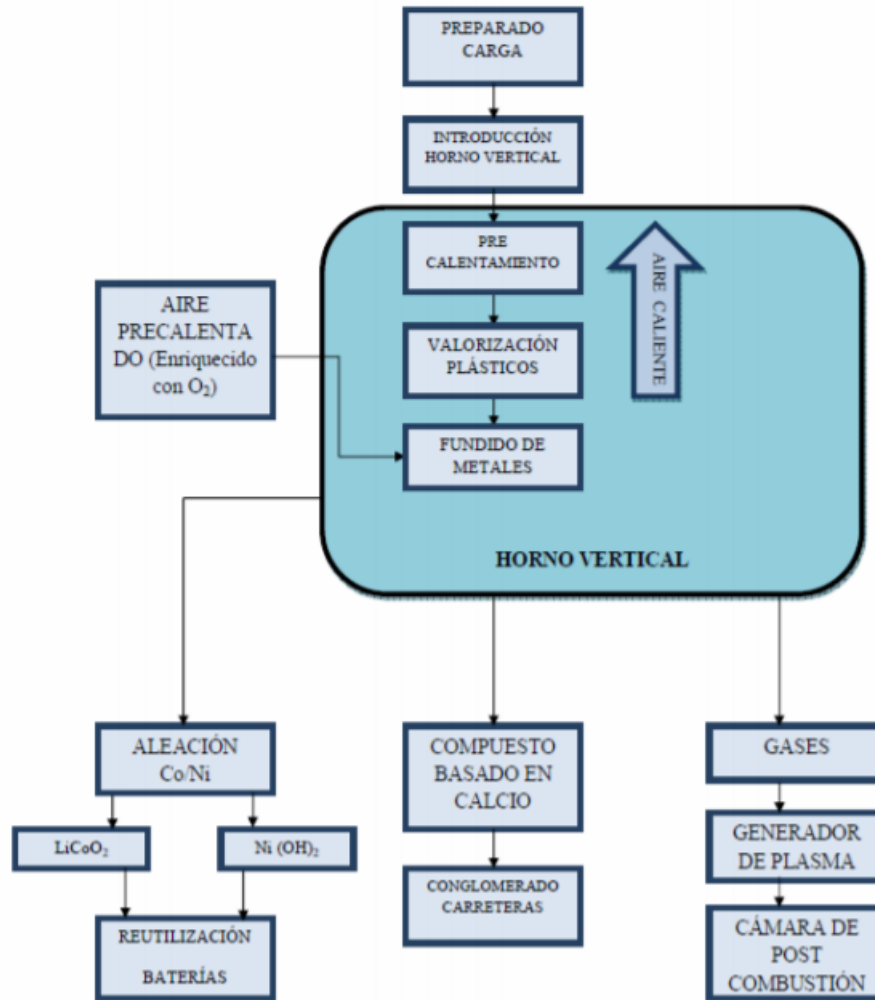 PREPARADO
CARGA
INTRODUCCIÓN
HORNO VERTICAL
PRE
CALENTAMIENTO
AIRE CALIENTE
AIRE
PRECALENTA
DO (Enriquecido
con O₂)
VALORIZACIÓN
PLÁSTICOS
FUNDIDO DE
METALES
HORNO VERTICAL
ALEACIÓN
Co/Ni
COMPUESTO
BASADO EN
CALCIO
GASES
LiCoO₂
Ni (OH)₂
GENERADOR
DE PLASMA
REUTILIZACIÓN
BATERÍAS
CONGLOMERADO
CARRETERAS
CÁMARA DE
POST
COMBUSTIÓN